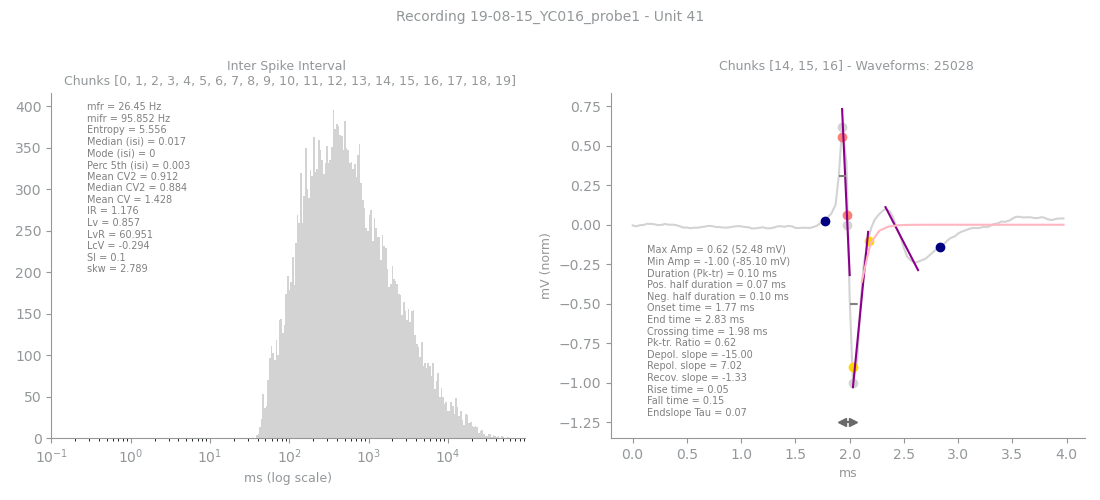 Recording 19-08-15_YC016_probe1 - Unit 41
Inter Spike Interval
Chunks [0, 1, 2, 3, 4, 5, 6, 7, 8, 9, 10, 11, 12, 13, 14, 15, 16, 17, 18, 19]
400
350
300
250
200
150
100
50
0
mfr = 26.45 Hz
mifr = 95.852 Hz
Entropy = 5.556
Median (isi) = 0.017
Mode (isi) = 0
Perc 5th (isi) = 0.003
Mean CV2 = 0.912
Median CV2 = 0.884
Mean CV = 1.428
IR = 1.176
Lv = 0.857
LvR = 60.951
LcV = -0.294
SI = 0.1
skw = 2.789
10⁻¹ 10⁰ 10¹ 10² 10³ 10⁴
ms (log scale)
Chunks [14, 15, 16] - Waveforms: 25028
mV (norm)
0.75
0.50
0.25
0.00
−0.25
−0.50
−0.75
−1.00
−1.25
Max Amp = 0.62 (52.48 mV)
Min Amp = -1.00 (-85.10 mV)
Duration (Pk-tr) = 0.10 ms
Pos. half duration = 0.07 ms
Neg. half duration = 0.10 ms
Onset time = 1.77 ms
End time = 2.83 ms
Crossing time = 1.98 ms
Pk-tr. Ratio = 0.62
Depol. slope = -15.00
Repol. slope = 7.02
Recov. slope = -1.33
Rise time = 0.05
Fall time = 0.15
Endslope Tau = 0.07
0.0 0.5 1.0 1.5 2.0 2.5 3.0 3.5 4.0
ms